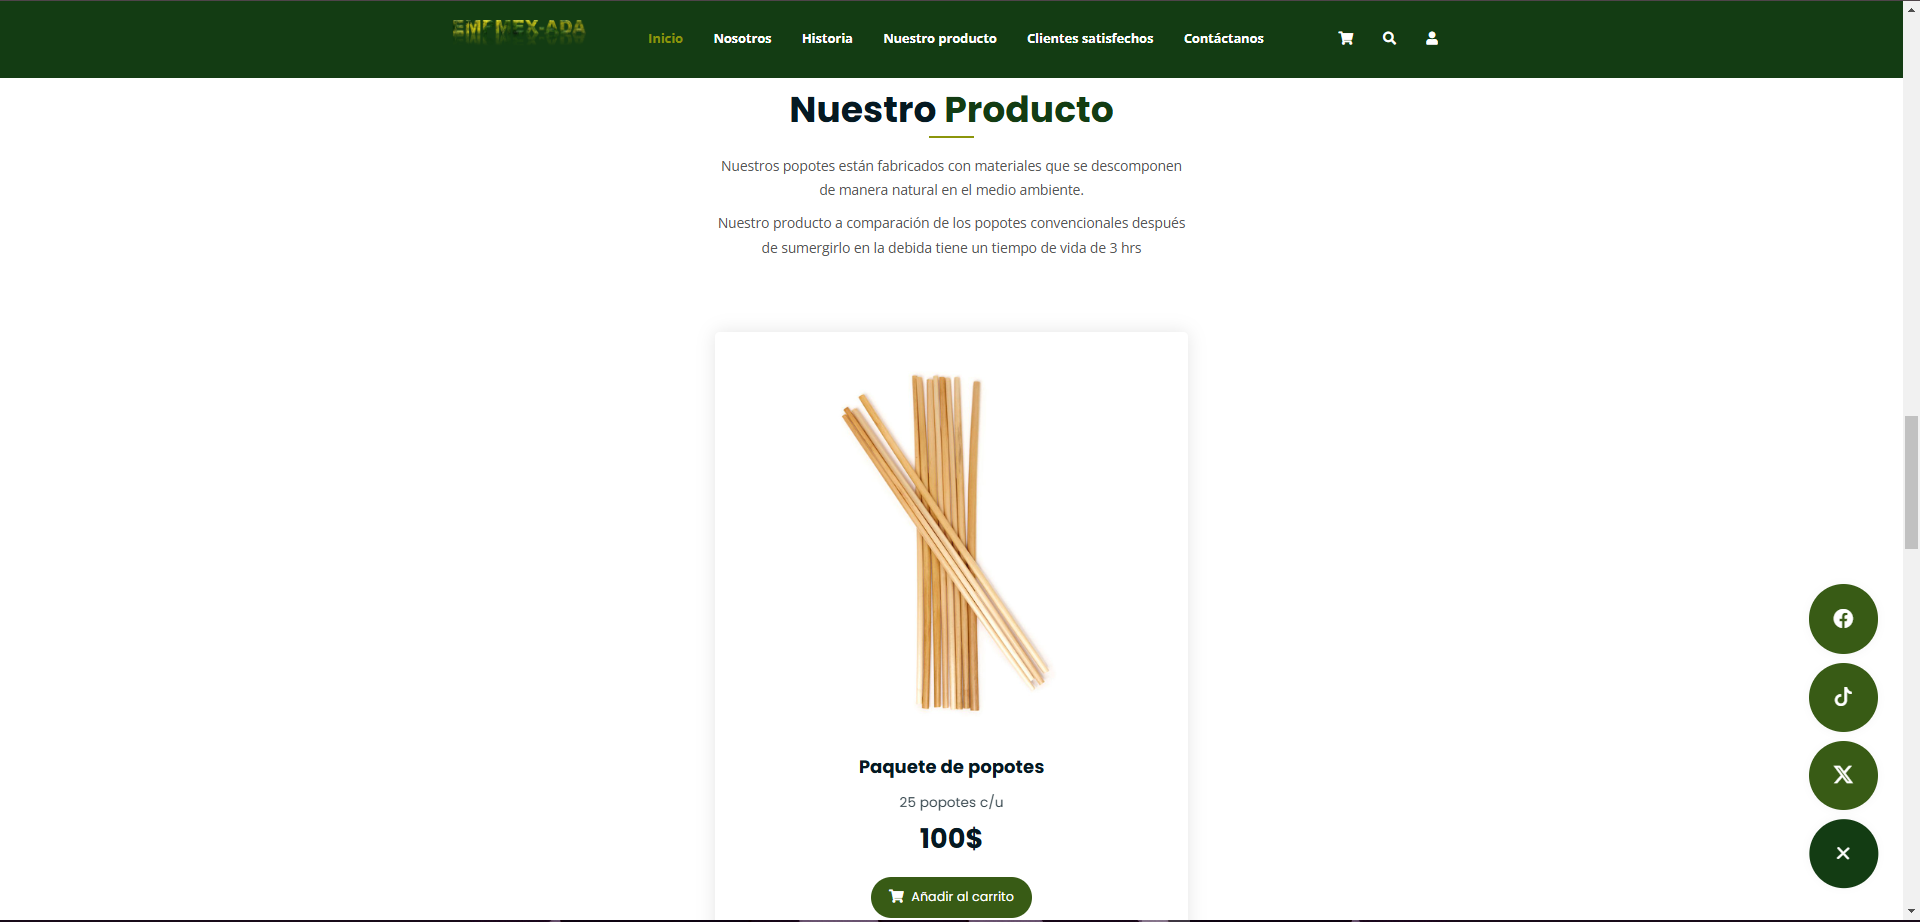 Inicio Nosotros Historia Nuestro producto Clientes satisfechos Contáctanos
Nuestro Producto
Nuestros popotes están fabricados con materiales que se descomponen
de manera natural en el medio ambiente.
Nuestro producto a comparación de los popotes convencionales después
de sumergirlo en la debida tiene un tiempo de vida de 3 hrs
Paquete de popotes
25 popotes c/u
100$
Añadir al carrito